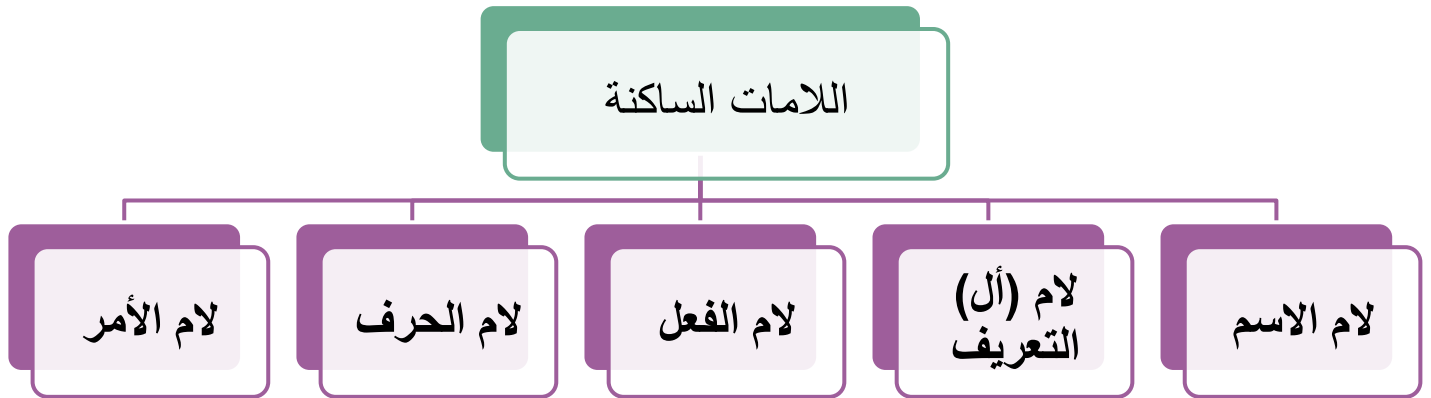 اللامات الساكنة
لام الاسم
لام (أل)
التعريف
لام الفعل
لام الحرف
لام الأمر